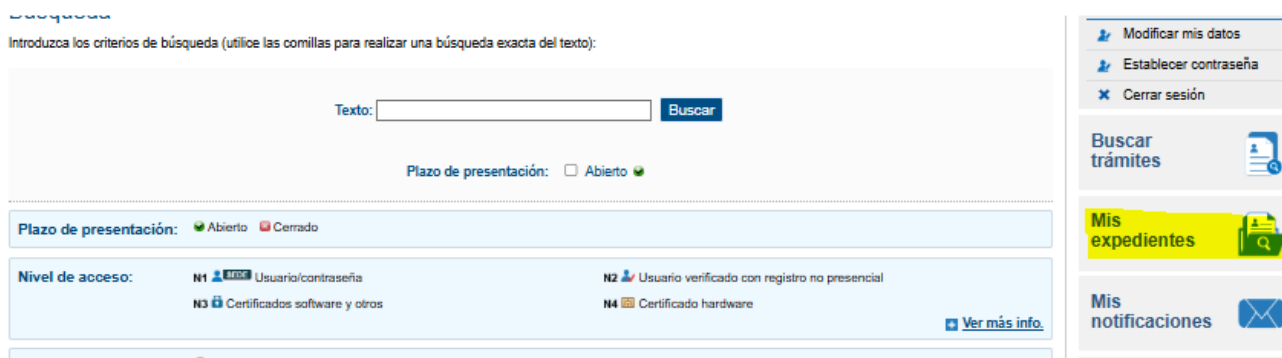 Búsqueda
Introduzca los criterios de búsqueda (utilice las comillas para realizar una búsqueda exacta del texto):
Texto:
Buscar
Plazo de presentación: Abierto
Plazo de presentación: Abierto Cerrado
Nivel de acceso:
N1 SEDE Usuario/contraseña
N2 Usuario verificado con registro no presencial
N3 Certificados software y otros
N4 Certificado hardware
Ver más info.
Modificar mis datos
Establecer contraseña
Cerrar sesión
Buscar
trámites
Mis
expedientes
Mis
notificaciones